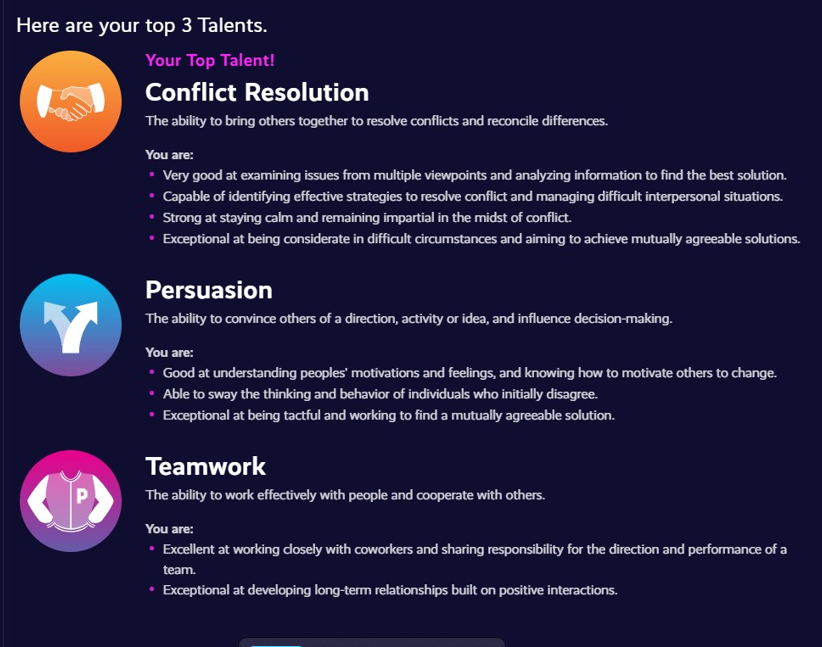 Here are your top 3 Talents.
Your Top Talent!
Conflict Resolution
The ability to bring others together to resolve conflicts and reconcile differences.
You are:
• Very good at examining issues from multiple viewpoints and analyzing information to find the best solution.
• Capable of identifying effective strategies to resolve conflict and managing difficult interpersonal situations.
• Strong at staying calm and remaining impartial in the midst of conflict.
• Exceptional at being considerate in difficult circumstances and aiming to achieve mutually agreeable solutions.
Persuasion
The ability to convince others of a direction, activity or idea, and influence decision-making.
You are:
• Good at understanding peoples' motivations and feelings, and knowing how to motivate others to change.
• Able to sway the thinking and behavior of individuals who initially disagree.
• Exceptional at being tactful and working to find a mutually agreeable solution.
P
Teamwork
The ability to work effectively with people and cooperate with others.
You are:
• Excellent at working closely with coworkers and sharing responsibility for the direction and performance of a
team.
• Exceptional at developing long-term relationships built on positive interactions.